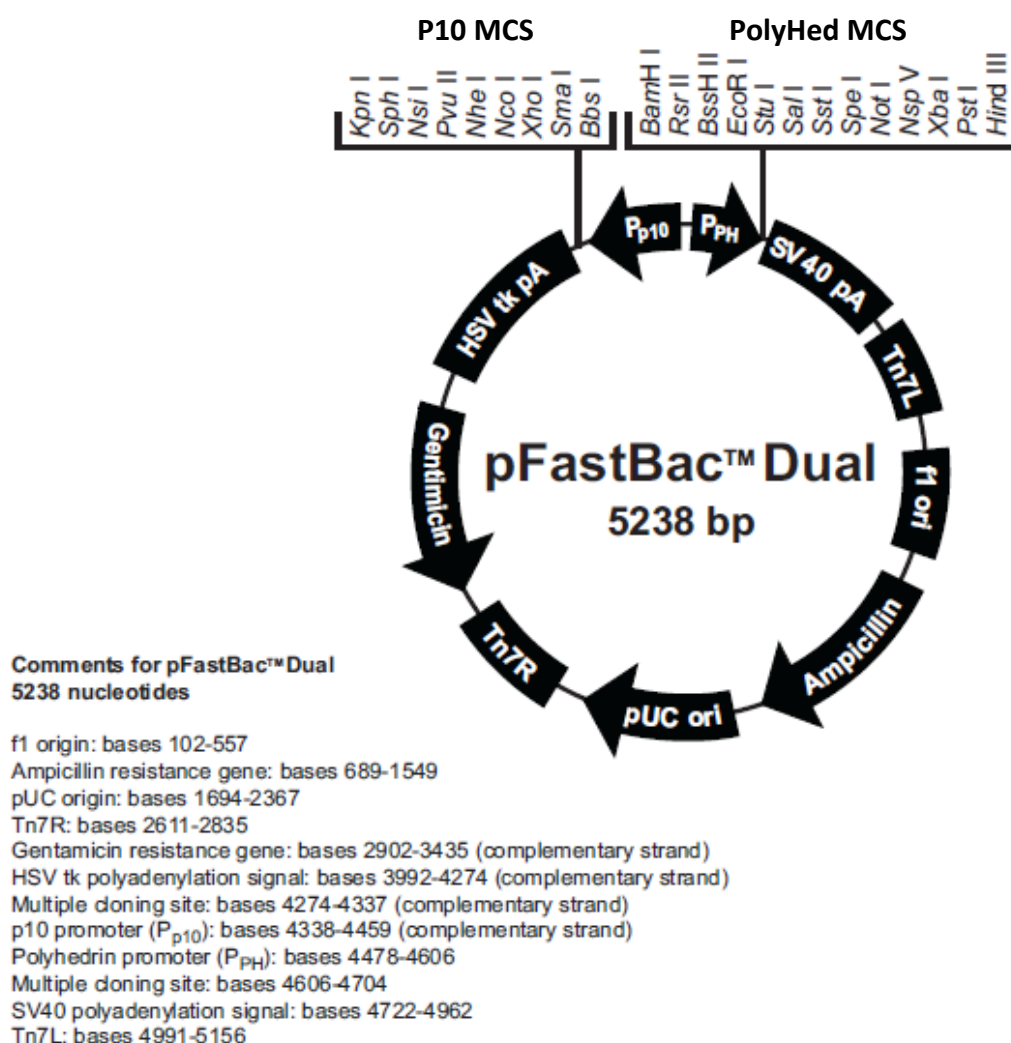 P10 MCS
PolyHed MCS
Kpn I
Sph I
Nsi I
Pvu II
Nhe I
Nco I
Xho I
Sma I
Bbs I
BamH I
Rsr II
BssH II
EcoR I
Stu I
Sal I
Sst I
Spe I
Not I
Nsp V
Xba I
Pst I
Hind III
Pp10
PPH
HSV tk pA
SV40 pA
Tn7L
Gentimicin
pFastBac™ Dual
5238 bp
f1 ori
Tn7R
Ampicillin
pUC ori
Comments for pFastBac™Dual
5238 nucleotides
f1 origin: bases 102-557
Ampicillin resistance gene: bases 689-1549
pUC origin: bases 1694-2367
Tn7R: bases 2611-2835
Gentamicin resistance gene: bases 2902-3435 (complementary strand)
HSV tk polyadenylation signal: bases 3992-4274 (complementary strand)
Multiple cloning site: bases 4274-4337 (complementary strand)
p10 promoter (Pp10): bases 4338-4459 (complementary strand)
Polyhedrin promoter (PPH): bases 4478-4606
Multiple cloning site: bases 4606-4704
SV40 polyadenylation signal: bases 4722-4962
Tn7L: bases 4991-5156